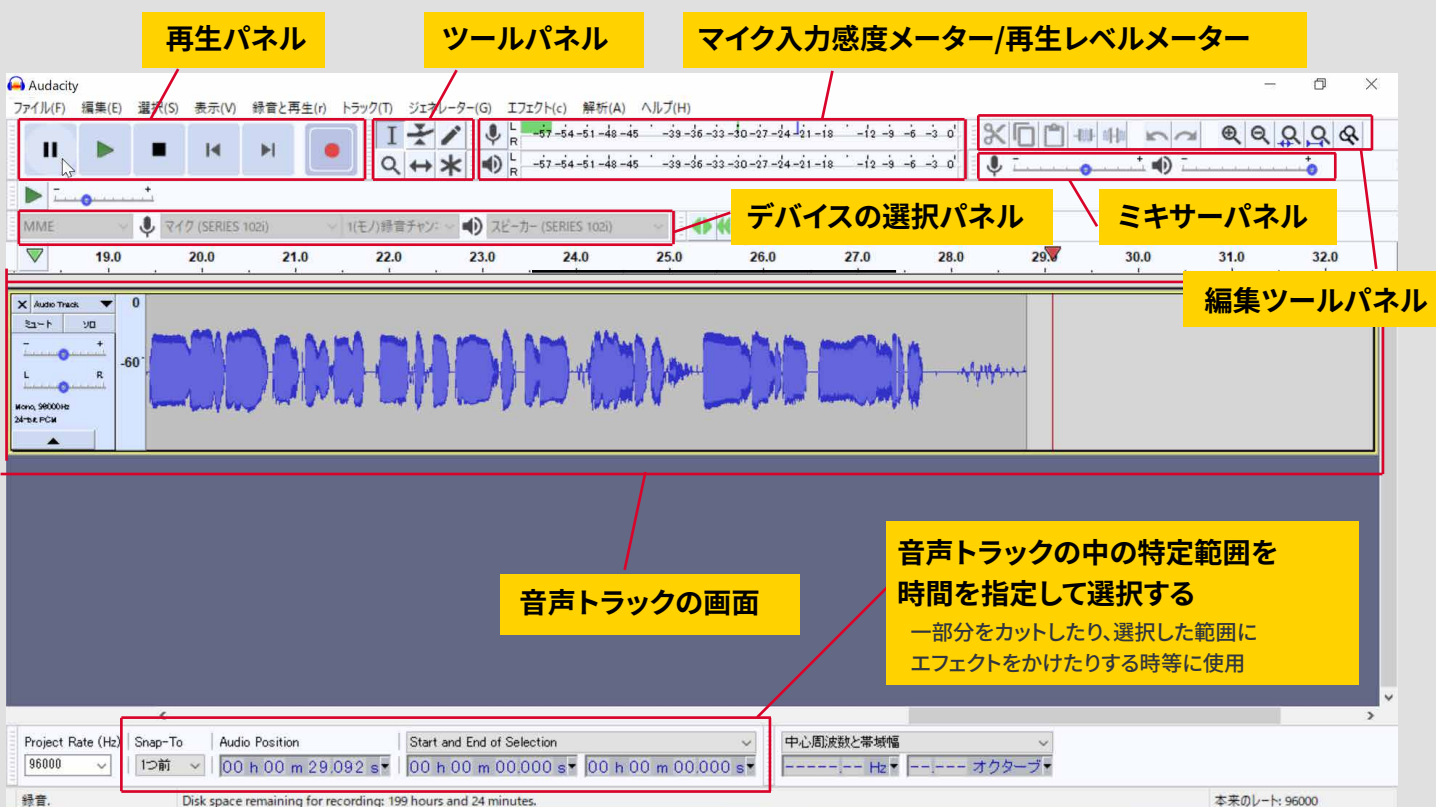 再生パネル
ツールパネル
マイク入力感度メーター/再生レベルメーター
Audacity
ファイル(F) 編集(E) 選択(S) 表示(V) 録音と再生(r) トラック(T) ジェネレーター(G) エフェクト(c) 解析(A) ヘルプ(H)
L
R
-57 -54 -51 -48 -45 -39 -36 -33 -30 -27 -24 -21 -18 -12 -9 -6 -3 0
L
R
-57 -54 -51 -48 -45 -39 -36 -33 -30 -27 -24 -21 -18 -12 -9 -6 -3 0
デバイスの選択パネル
ミキサーパネル
MME マイク (SERIES 102i) 1(モノ)録音チャン スピーカー (SERIES 102i)
19.0 20.0 21.0 22.0 23.0 24.0 25.0 26.0 27.0 28.0 29.0 30.0 31.0 32.0
編集ツールパネル
Audio Track
ミュート ソロ
L R
Mono, 96000Hz
24-bit PCM
0
-60
音声トラックの画面
音声トラックの中の特定範囲を
時間を指定して選択する
一部分をカットしたり、選択した範囲に
エフェクトをかけたりする時等に使用
Project Rate (Hz) Snap-To Audio Position Start and End of Selection 中心周波数と帯域幅
96000 1つ前 00 h 00 m 29.092 s 00 h 00 m 00.000 s 00 h 00 m 00.000 s -----.-- Hz --.--- オクターブ
録音. Disk space remaining for recording: 199 hours and 24 minutes. 本来のレート: 96000